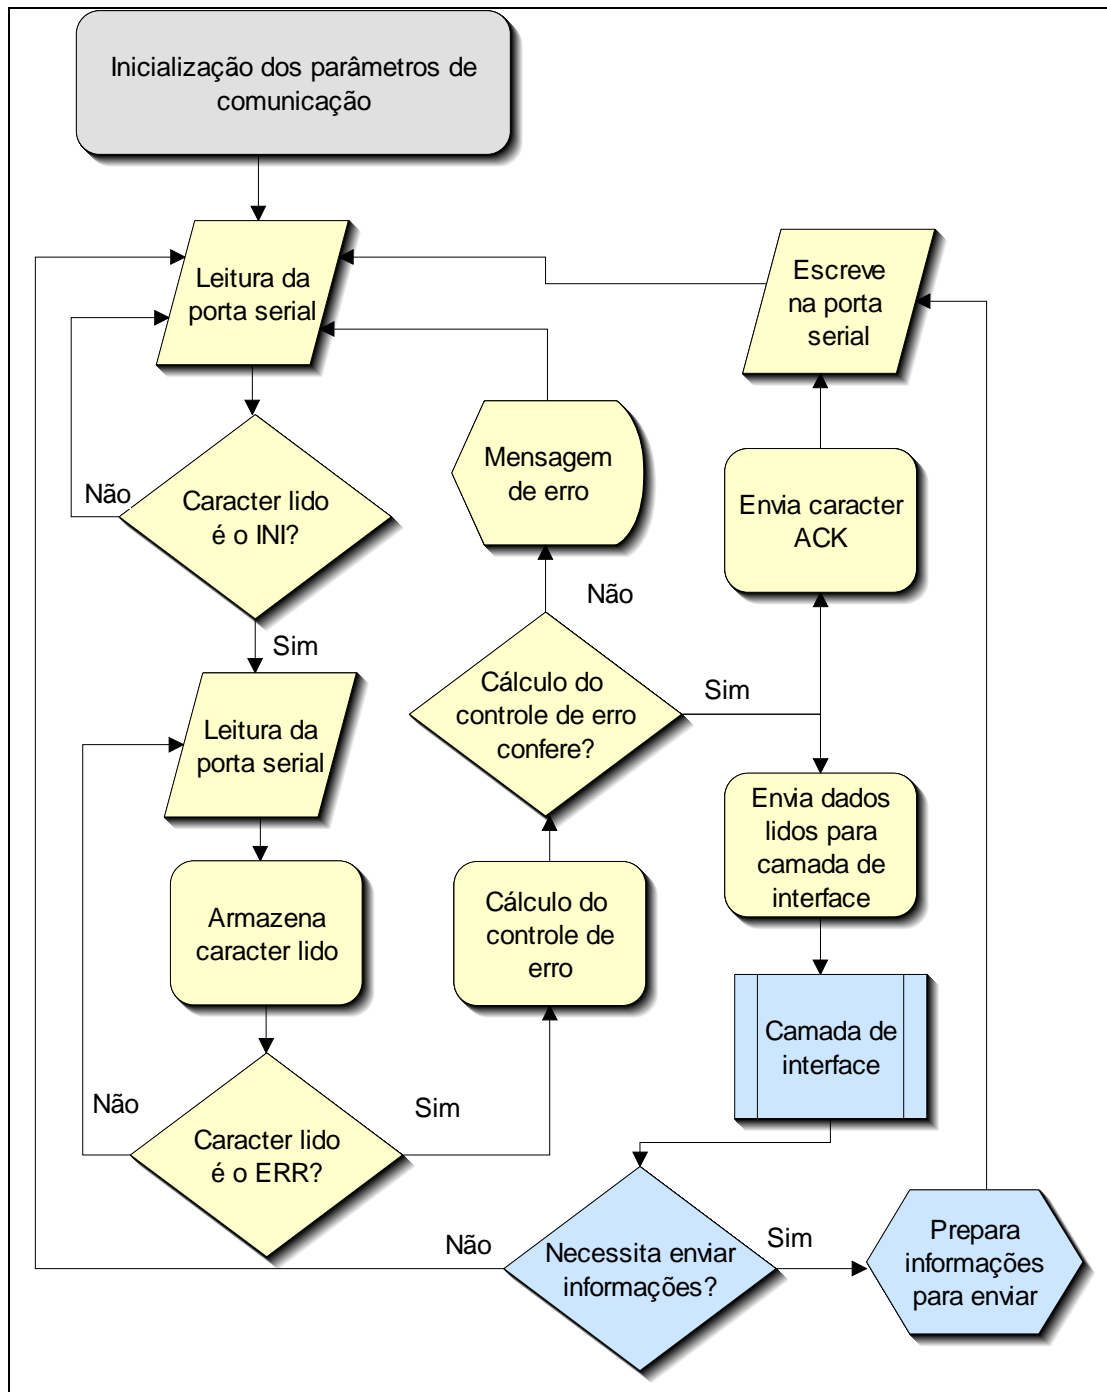 Inicialização dos parâmetros de
comunicação
Leitura da
porta serial
Escreve
na porta
serial
Mensagem
de erro
Não
Caracter lido
é o INI?
Envia caracter
ACK
Não
Sim
Cálculo do
controle de erro
confere?
Sim
Leitura da
porta serial
Envia dados
lidos para
camada de
interface
Armazena
caracter lido
Cálculo do
controle de
erro
Camada de
interface
Não
Sim
Caracter lido
é o ERR?
Não
Necessita enviar
informações?
Sim
Prepara
informações
para enviar